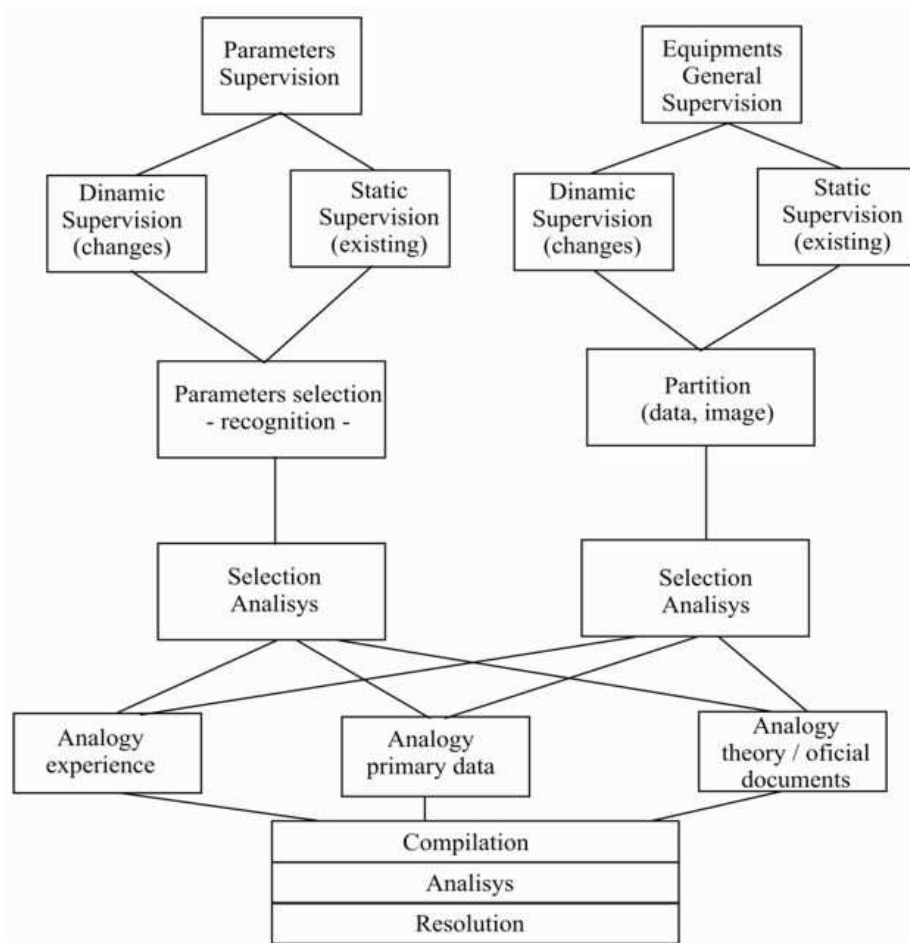 Parameters
Supervision
Equipments
General
Supervision
Dinamic
Supervision
(changes)
Static
Supervision
(existing)
Dinamic
Supervision
(changes)
Static
Supervision
(existing)
Parameters selection
- recognition -
Partition
(data, image)
Selection
Analisys
Selection
Analisys
Analogy
experience
Analogy
primary data
Analogy
theory / oficial
documents
Compilation
Analisys
Resolution